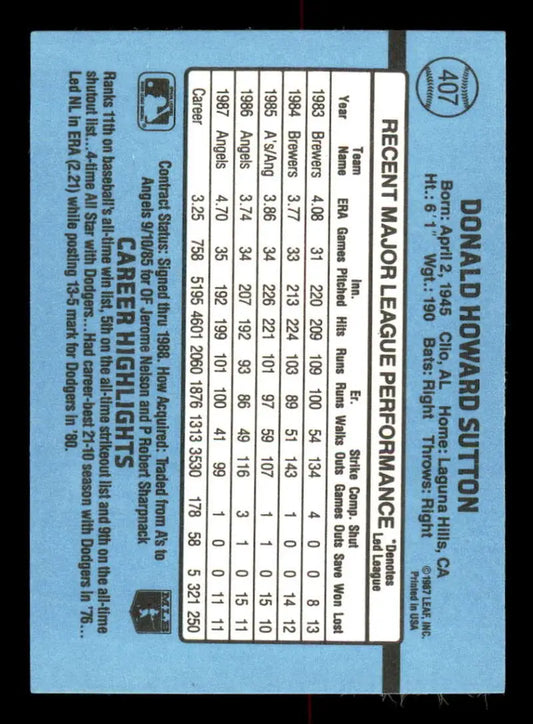 407
DONALD HOWARD SUTTON
Born: April 2, 1945 Clio, AL Home: Laguna Hills, CA
Ht.: 6' 1" Wgt.: 190 Bats: Right Throws: Right
©1987 LEAF, INC.
Printed in USA
RECENT MAJOR LEAGUE PERFORMANCE *Denotes Led League
Year Team Name ERA Games Inn. Pitched Hits Runs Er. Runs Walks Strike Outs Comp. Games Shut Outs Save Won Lost
1983 Brewers 4.08 31 220 209 109 100 54 134 4 0 0 8 13
1984 Brewers 3.77 33 213 224 103 89 51 143 1 0 0 14 12
1985 A's/Ang 3.86 34 226 221 101 97 59 107 1 1 0 15 10
1986 Angels 3.74 34 207 192 93 86 49 116 3 1 0 15 11
1987 Angels 4.70 35 192 199 101 100 41 99 1 0 0 11 11
Career 3.25 758 5195 4601 2060 1876 1313 3530 178 58 5 321 250
Contract Status: Signed thru 1988. How Acquired: Traded from A's to
Angels 9/10/85 for OF Jerome Nelson and P Robert Sharpnack
CAREER HIGHLIGHTS
Ranks 11th on baseball's all-time win list, 5th on the all-time strikeout list and 9th on the all-time
shutout list...4-time All Star with Dodgers...Had career-best 21-10 season with Dodgers in '76...
Led NL in ERA (2.21) while posting 13-5 mark for Dodgers in '80.